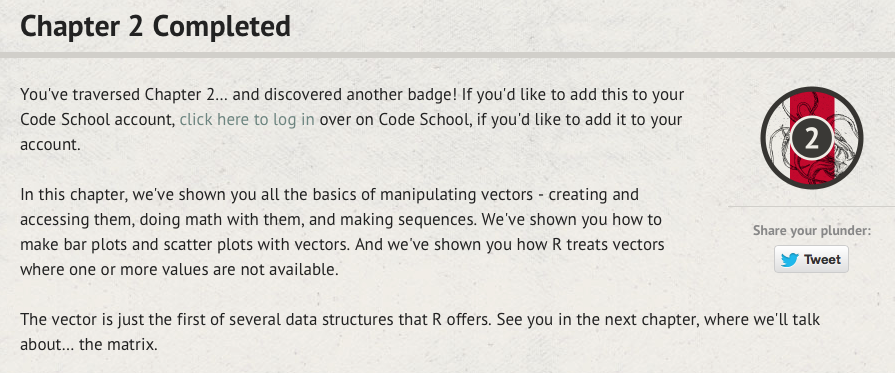 Chapter 2 Completed
You've traversed Chapter 2... and discovered another badge! If you'd like to add this to your
Code School account, click here to log in over on Code School, if you'd like to add it to your
account.
2
In this chapter, we've shown you all the basics of manipulating vectors - creating and
accessing them, doing math with them, and making sequences. We've shown you how to
make bar plots and scatter plots with vectors. And we've shown you how R treats vectors
where one or more values are not available.
Share your plunder:
Tweet
The vector is just the first of several data structures that R offers. See you in the next chapter, where we'll talk
about... the matrix.